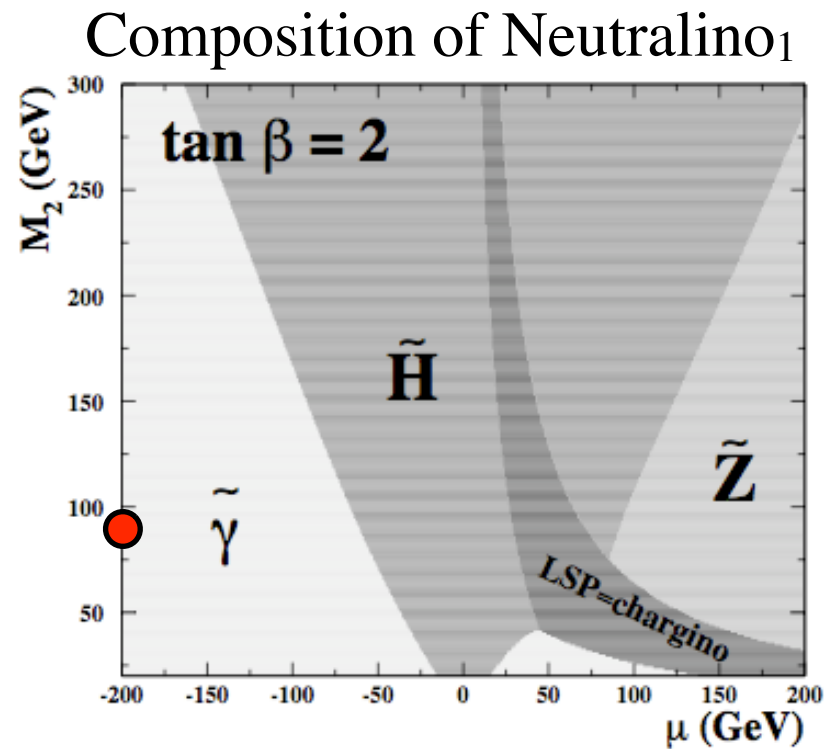 Composition of Neutralino₁
M₂ (GeV)
300
250
200
150
100
50
tan β = 2
H̃
Z̃
γ̃
LSP=chargino
-200 -150 -100 -50 0 50 100 150 200
μ (GeV)